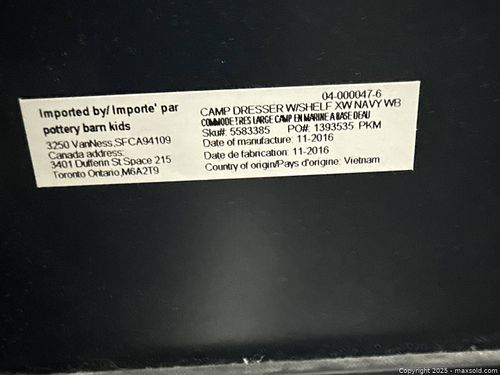 Imported by/ Importe' par
pottery barn kids
3250 VanNess,SFCA94109
Canada address:
3401 Dufferin St Space 215
Toronto Ontario,M6A2T9
04-000047-6
CAMP DRESSER W/SHELF XW NAVY WB
COMMODE TRES LARGE CAMP EN MARINE A BASE DEAU
Sku#: 5583385 PO#: 1393535 PKM
Date of manufacture: 11-2016
Date de fabrication: 11-2016
Country of origin/Pays d'origine: Vietnam
Copyright 2025 - maxsold.com